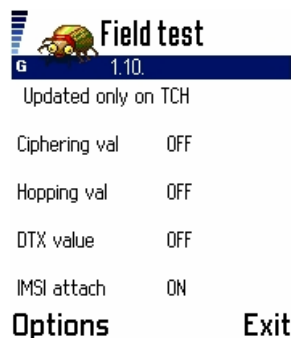 Field test
G 1.10.
Updated only on TCH
Ciphering val OFF
Hopping val OFF
DTX value OFF
IMSI attach ON
Options Exit